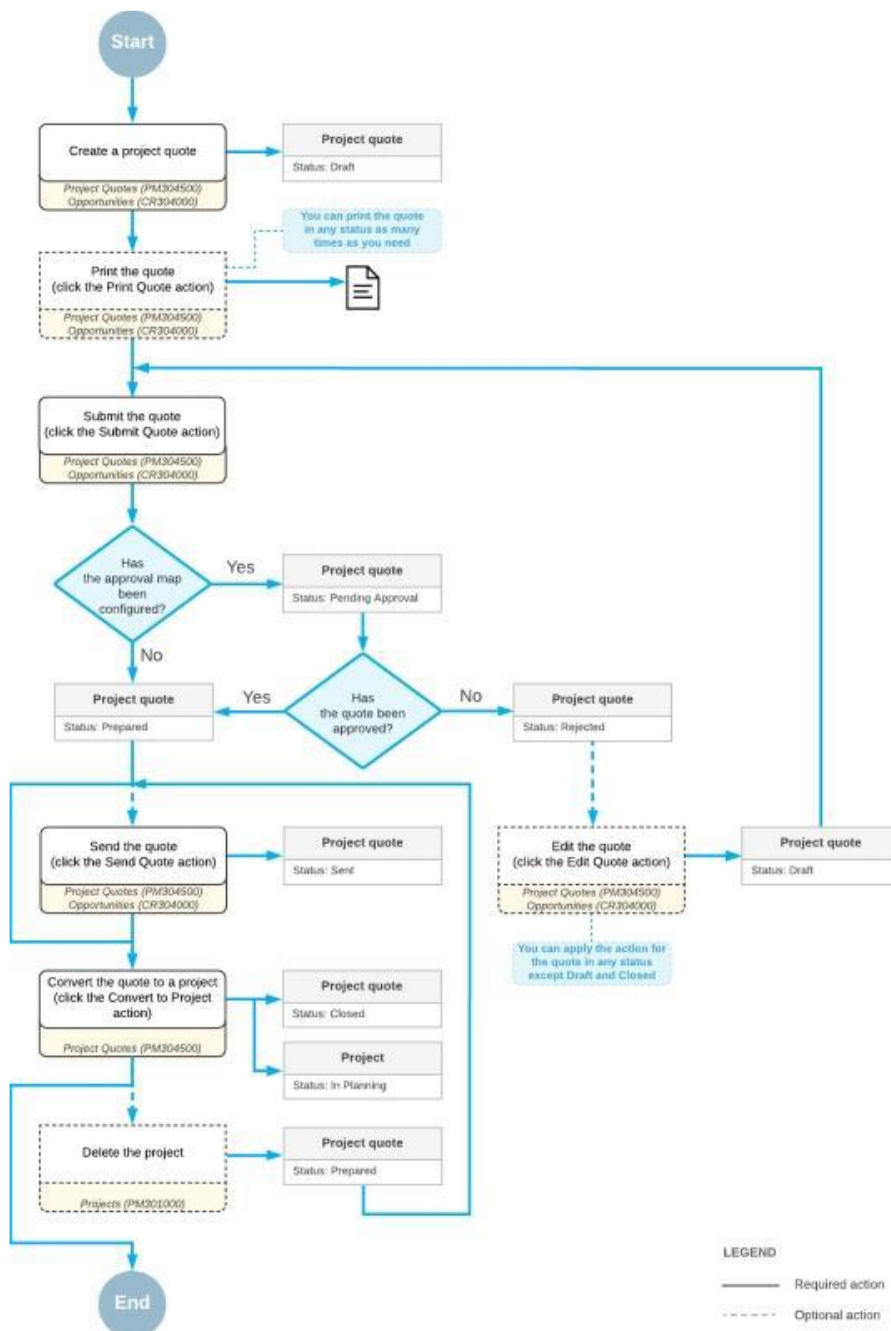 Start
Create a project quote
Project Quotes (PM304500)
Opportunities (CR304000)
Project quote
Status: Draft
You can print the quote
in any status as many
times as you need
Print the quote
(click the Print Quote action)
Project Quotes (PM304500)
Opportunities (CR304000)
Submit the quote
(click the Submit Quote action)
Project Quotes (PM304500)
Opportunities (CR304000)
Has
the approval map
been
configured?
Yes
Project quote
Status: Pending Approval
No
Project quote
Status: Prepared
Yes
Has
the quote been
approved?
No
Project quote
Status: Rejected
Send the quote
(click the Send Quote action)
Project Quotes (PM304500)
Opportunities (CR304000)
Project quote
Status: Sent
Edit the quote
(click the Edit Quote action)
Project Quotes (PM304500)
Opportunities (CR304000)
Project quote
Status: Draft
You can apply the action for
the quote in any status
except Draft and Closed
Convert the quote to a project
(click the Convert to Project
action)
Project Quotes (PM304500)
Project quote
Status: Closed
Project
Status: In Planning
Delete the project
Projects (PM301000)
Project quote
Status: Prepared
End
LEGEND
Required action
Optional action